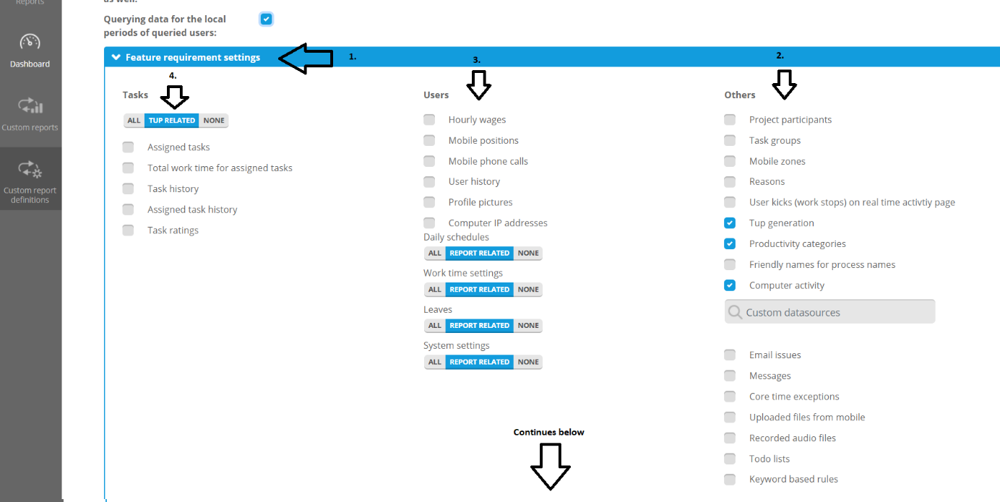 Reports
as well.
Querying data for the local
periods of queried users:
Dashboard
Custom reports
Custom report
definitions
Feature requirement settings
1.
3.
2.
4.
Tasks
ALL TUP RELATED NONE
Assigned tasks
Total work time for assigned tasks
Task history
Assigned task history
Task ratings
Users
Hourly wages
Mobile positions
Mobile phone calls
User history
Profile pictures
Computer IP addresses
Daily schedules
ALL REPORT RELATED NONE
Work time settings
ALL REPORT RELATED NONE
Leaves
ALL REPORT RELATED NONE
System settings
ALL REPORT RELATED NONE
Others
Project participants
Task groups
Mobile zones
Reasons
User kicks (work stops) on real time activtiy page
Tup generation
Productivity categories
Friendly names for process names
Computer activity
Custom datasources
Email issues
Messages
Core time exceptions
Uploaded files from mobile
Recorded audio files
Todo lists
Keyword based rules
Continues below